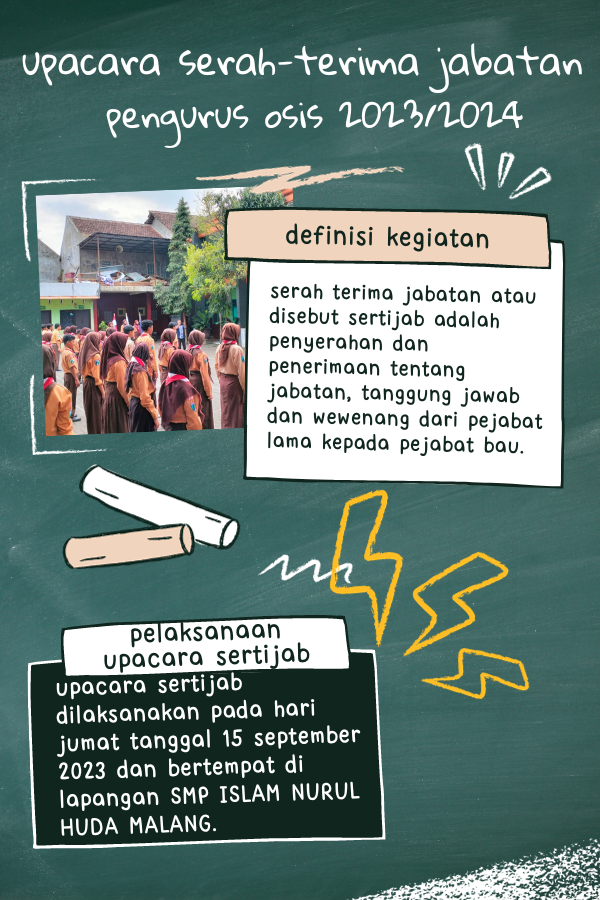 upacara serah-terima jabatan
pengurus osis 2023/2024
definisi kegiatan
serah terima jabatan atau
disebut sertijab adalah
penyerahan dan
penerimaan tentang
jabatan, tanggung jawab
dan wewenang dari pejabat
lama kepada pejabat bau.
pelaksanaan
upacara sertijab
upacara sertijab
dilaksanakan pada hari
jumat tanggal 15 september
2023 dan bertempat di
lapangan SMP ISLAM NURUL
HUDA MALANG.